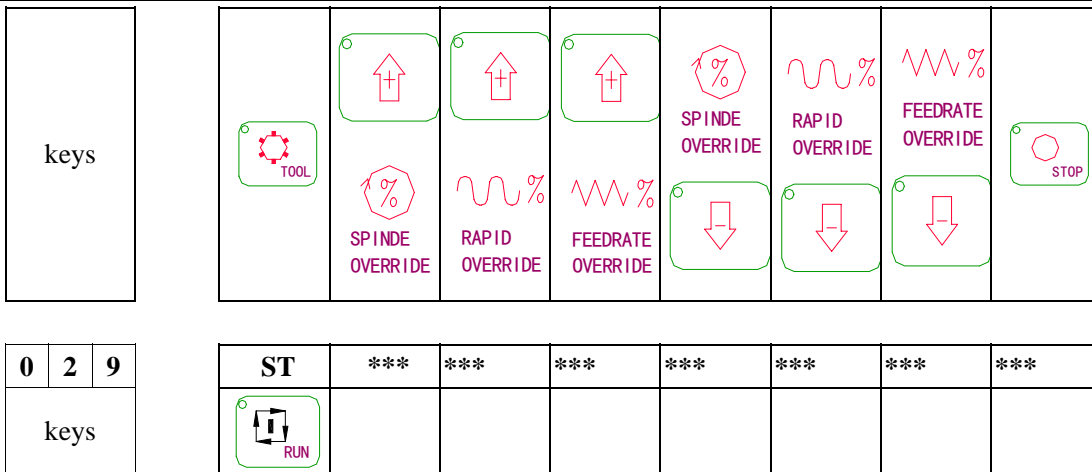 keys
TOOL
SPINDE
OVERRIDE
%
RAPID
OVERRIDE
%
FEEDRATE
OVERRIDE
%
SPINDE
OVERRIDE
%
RAPID
OVERRIDE
%
FEEDRATE
OVERRIDE
%
STOP
0 2 9 ST *** *** *** *** *** *** ***
keys
RUN